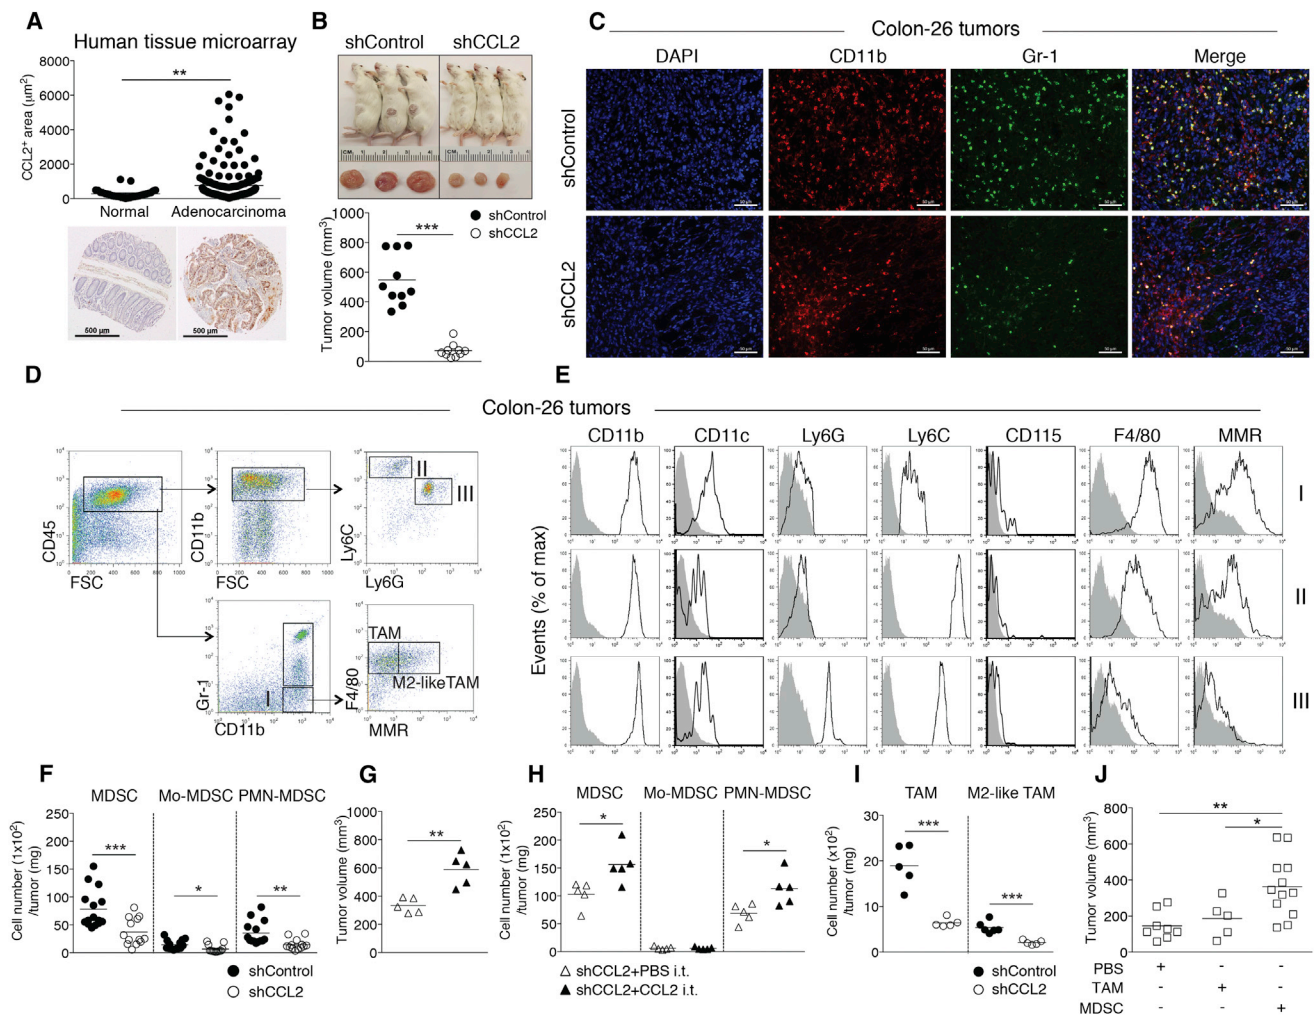 A
Human tissue microarray
CCL2⁺ area (µm²)
8000
6000
4000
2000
0
**
Normal
Adenocarcinoma
500 µm
500 µm
B
shControl
shCCL2
Tumor volume (mm³)
1000
800
600
400
200
0
***
shControl
shCCL2
C
Colon-26 tumors
DAPI
CD11b
Gr-1
Merge
shControl
shCCL2
D
Colon-26 tumors
CD45
FSC
CD11b
FSC
Ly6C
Ly6G
II
III
Gr-1
CD11b
I
F4/80
MMR
TAM
M2-likeTAM
E
CD11b
CD11c
Ly6G
Ly6C
CD115
F4/80
MMR
Events (% of max)
I
II
III
F
MDSC
Mo-MDSC
PMN-MDSC
Cell number (1x10²)
/tumor (mg)
250
200
150
100
50
0
***
*
**
shControl
shCCL2
G
Tumor volume (mm³)
1000
800
600
400
200
0
**
H
MDSC
Mo-MDSC
PMN-MDSC
Cell number (1x10²)
/tumor (mg)
250
200
150
100
50
0
*
*
shCCL2+PBS i.t.
shCCL2+CCL2 i.t.
I
TAM
M2-like TAM
Cell number (x10²)
/tumor (mg)
30
20
10
0
***
***
shControl
shCCL2
J
Tumor volume (mm³)
800
600
400
200
0
**
*
PBS + - -
TAM - + -
MDSC - - +